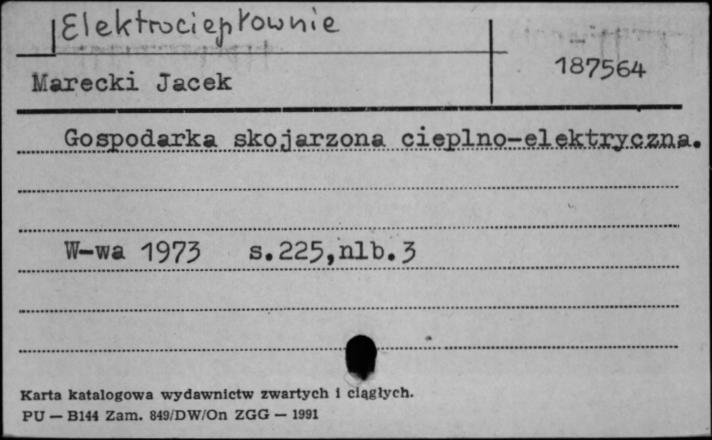 Elektrociepłownie
187564
Marecki Jacek
Gospodarka skojarzona cieplno-elektryczna.
W-wa 1973 s.225,nlb.3
Karta katalogowa wydawnictw zwartych i ciągłych.
PU — B144 Zam. 849/DW/On ZGG — 1991